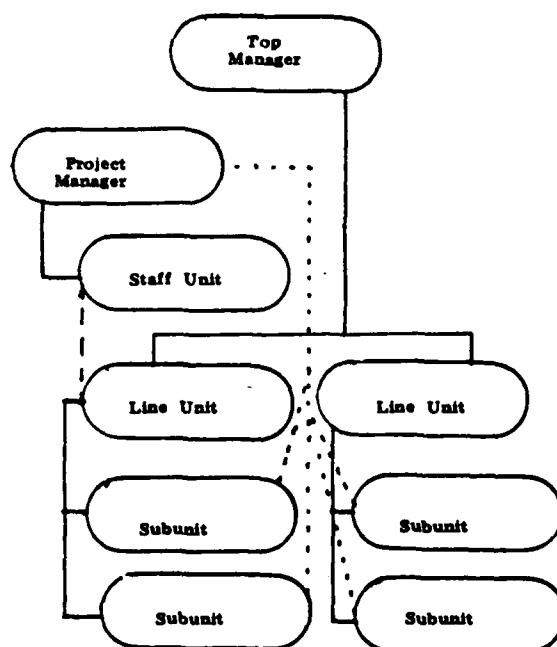 Top
Manager
Project
Manager
Staff Unit
Line Unit
Line Unit
Subunit
Subunit
Subunit
Subunit